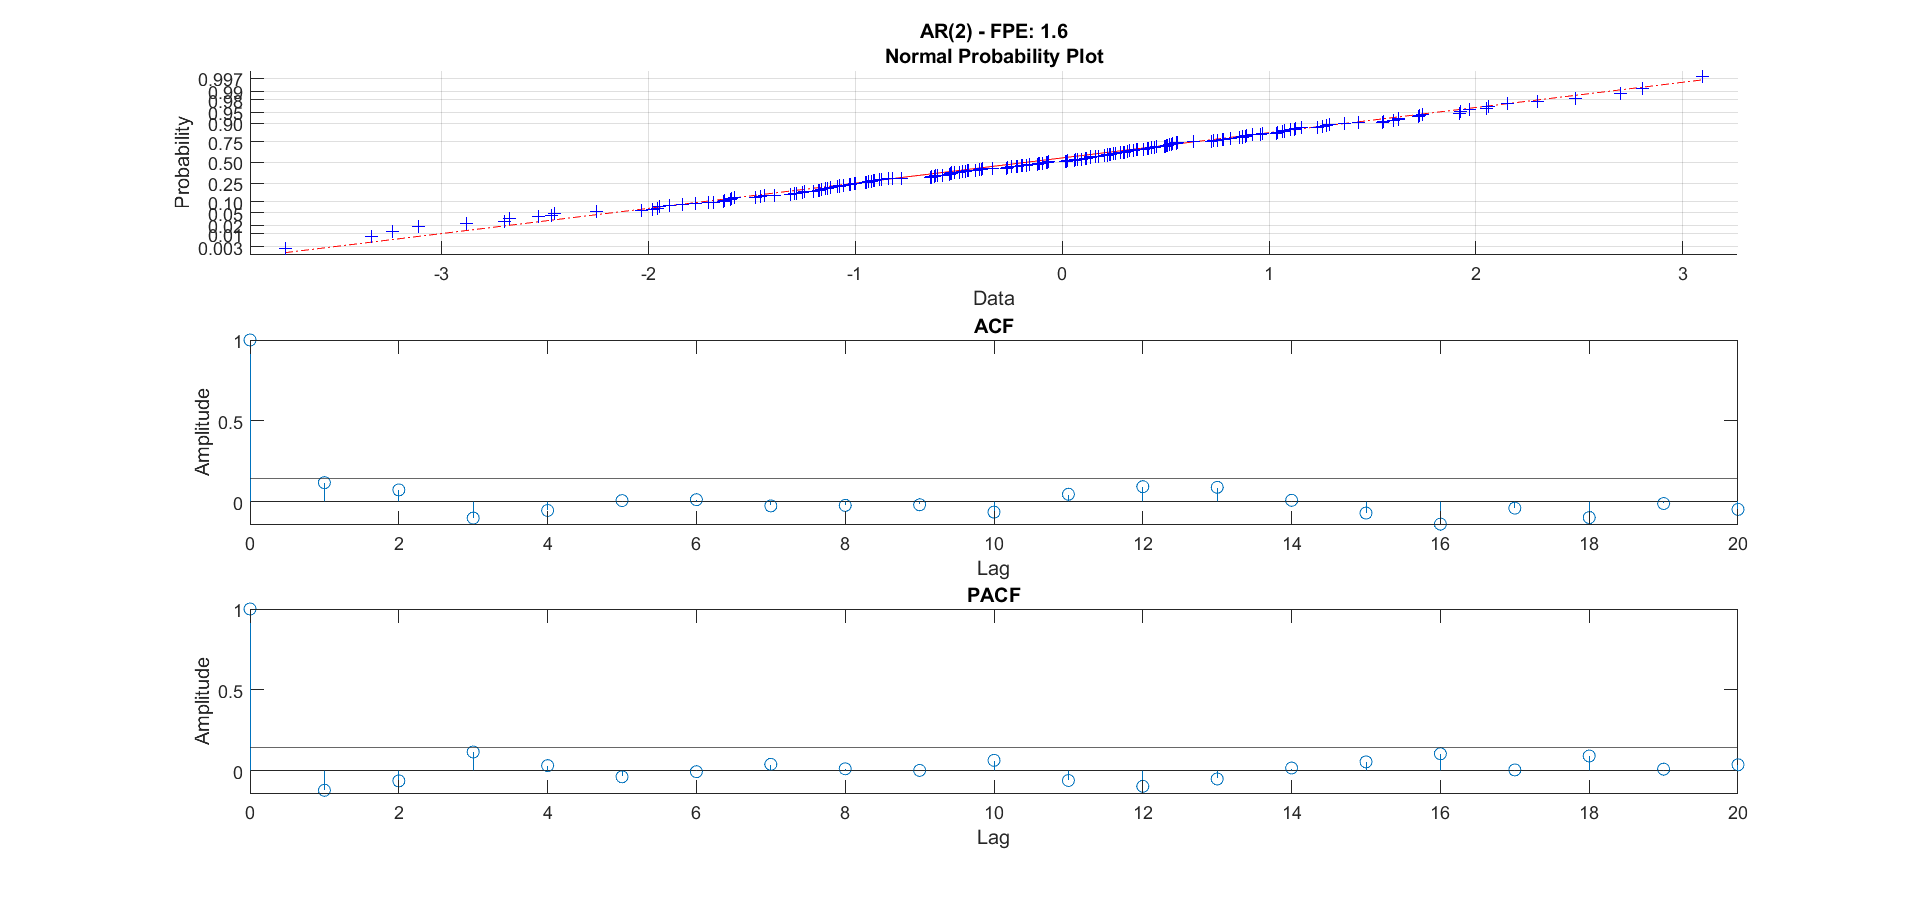 AR(2) - FPE: 1.6
Normal Probability Plot
0.997
0.99
0.98
0.95
0.90
0.75
0.50
0.25
0.10
0.05
0.02
0.01
0.003
Probability
-3 -2 -1 0 1 2 3
Data
ACF
1
0.5
0
Amplitude
0 2 4 6 8 10 12 14 16 18 20
Lag
PACF
1
0.5
0
Amplitude
0 2 4 6 8 10 12 14 16 18 20
Lag